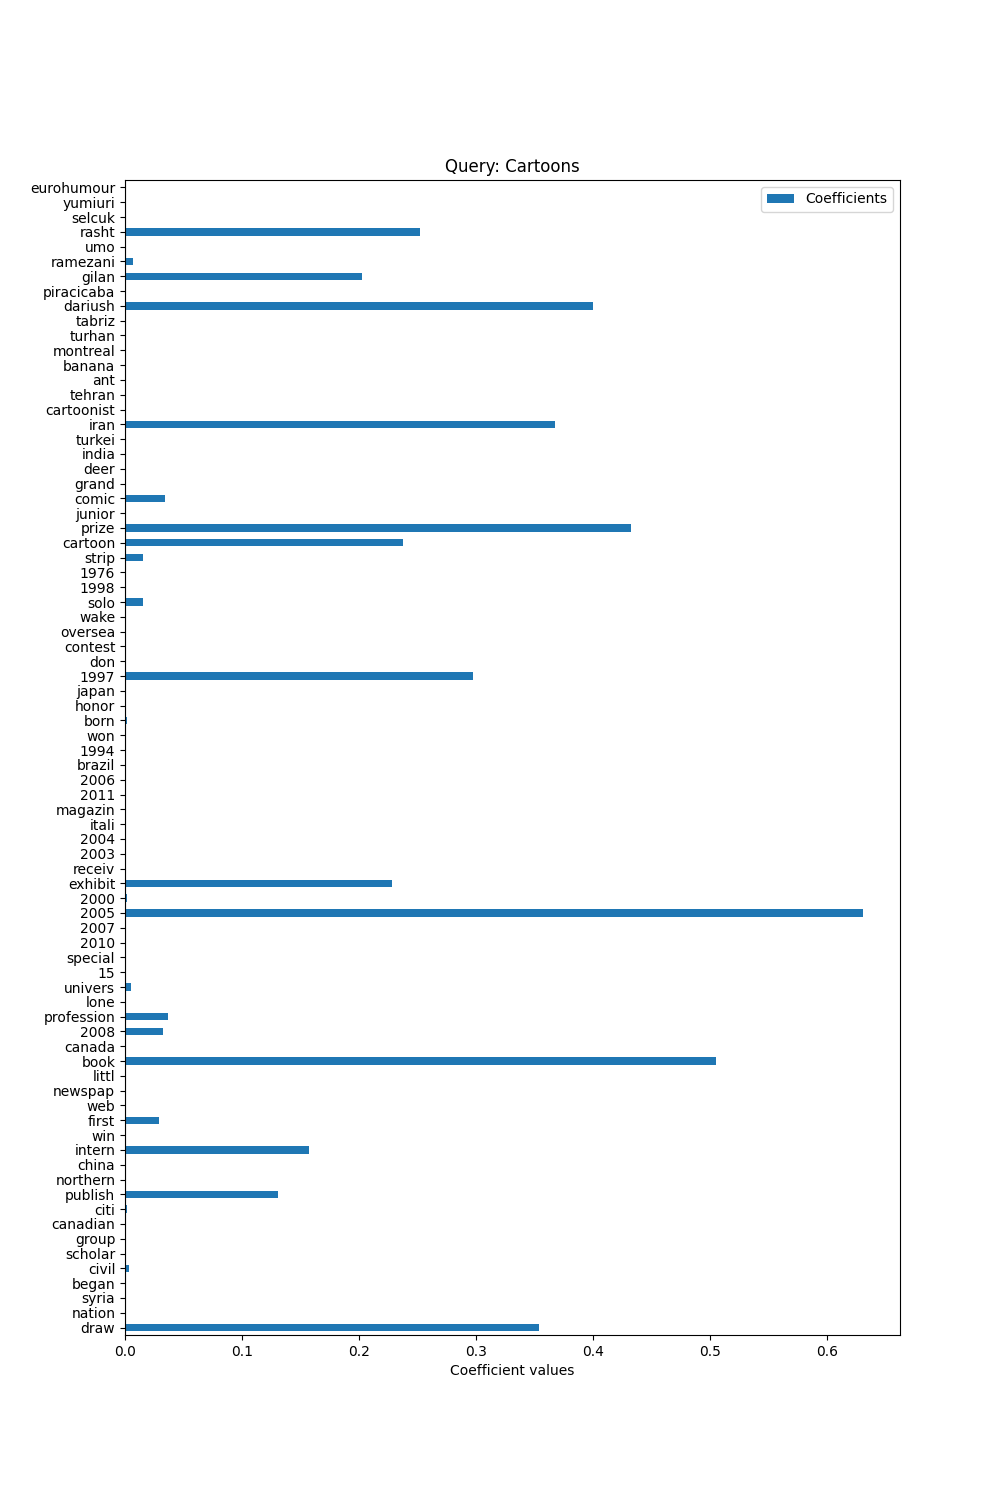 Query: Cartoons
Coefficients
eurohumour
yumiuri
selcuk
rasht
umo
ramezani
gilan
piracicaba
dariush
tabriz
turhan
montreal
banana
ant
tehran
cartoonist
iran
turkei
india
deer
grand
comic
junior
prize
cartoon
strip
1976
1998
solo
wake
oversea
contest
don
1997
japan
honor
born
won
1994
brazil
2006
2011
magazin
itali
2004
2003
receiv
exhibit
2000
2005
2007
2010
special
15
univers
lone
profession
2008
canada
book
littl
newspap
web
first
win
intern
china
northern
publish
citi
canadian
group
scholar
civil
began
syria
nation
draw
0.0 0.1 0.2 0.3 0.4 0.5 0.6
Coefficient values